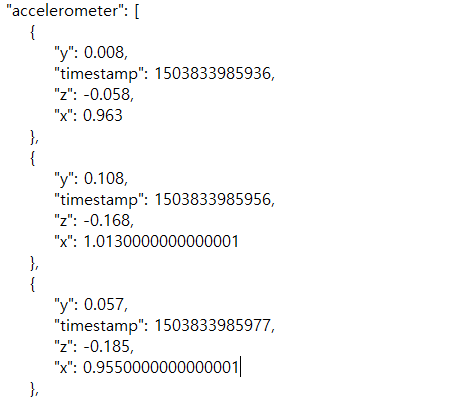 "accelerometer": [
{
"y": 0.008,
"timestamp": 1503833985936,
"z": -0.058,
"x": 0.963
},
{
"y": 0.108,
"timestamp": 1503833985956,
"z": -0.168,
"x": 1.0130000000000001
},
{
"y": 0.057,
"timestamp": 1503833985977,
"z": -0.185,
"x": 0.9550000000000001
},